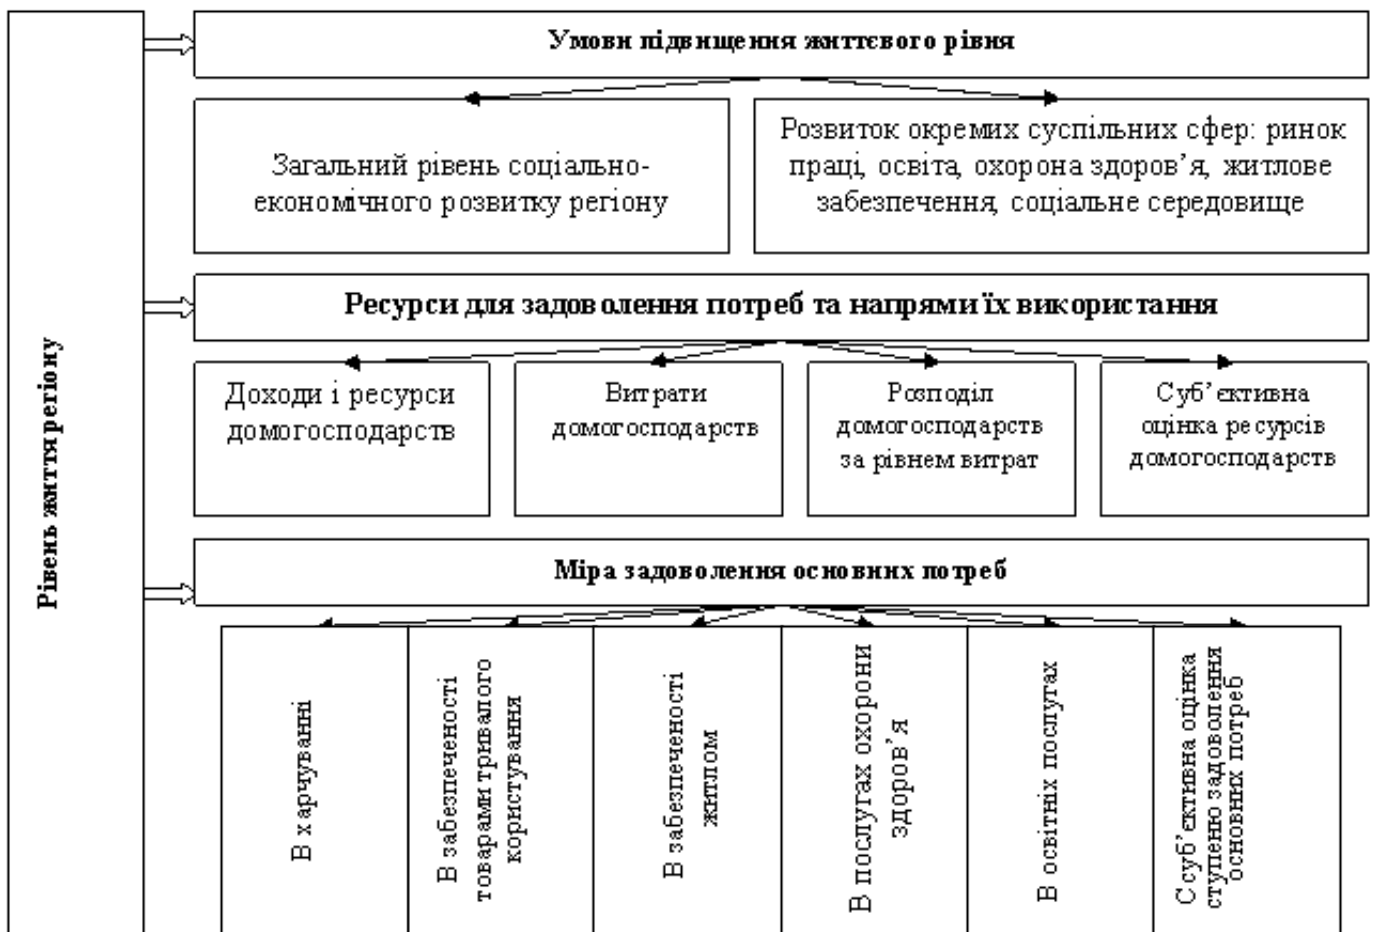 Рівень життя регіону
Умови підвищення життєвого рівня
Загальний рівень соціально-
економічного розвитку регіону
Розвиток окремих суспільних сфер: ринок
праці, освіта, охорона здоров’я, житлове
забезпечення, соціальне середовище
Ресурси для задоволення потреб та напрями їх використання
Доходи і ресурси
домогосподарств
Витрати
домогосподарств
Розподіл
домогосподарств
за рівнем витрат
Суб’єктивна
оцінка ресурсів
домогосподарств
Міра задоволення основних потреб
В харчуванні
В забезпеченості
товарами тривалого
користування
В забезпеченості
житлом
В послугах охорони
здоров’я
В освітніх послугах
Ссуб’єктивна оцінка
ступеню задоволення
основних потреб